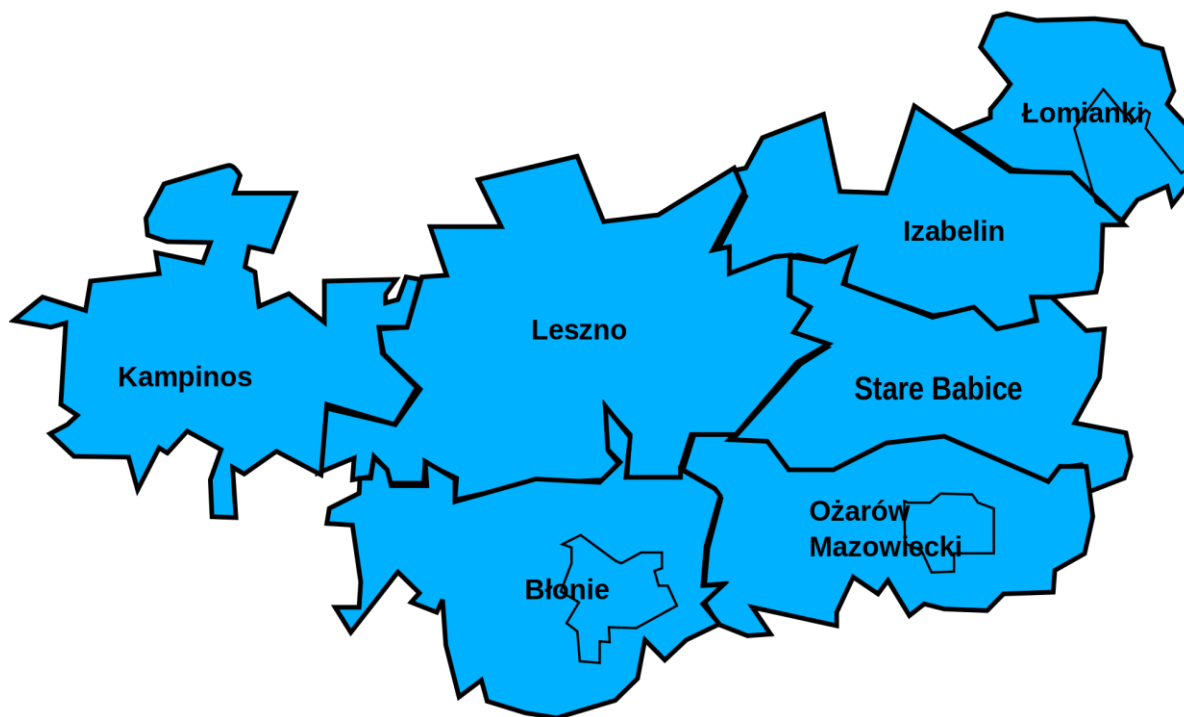 Łomianki
Izabelin
Leszno
Kampinos
Stare Babice
Ożarów
Mazowiecki
Błonie